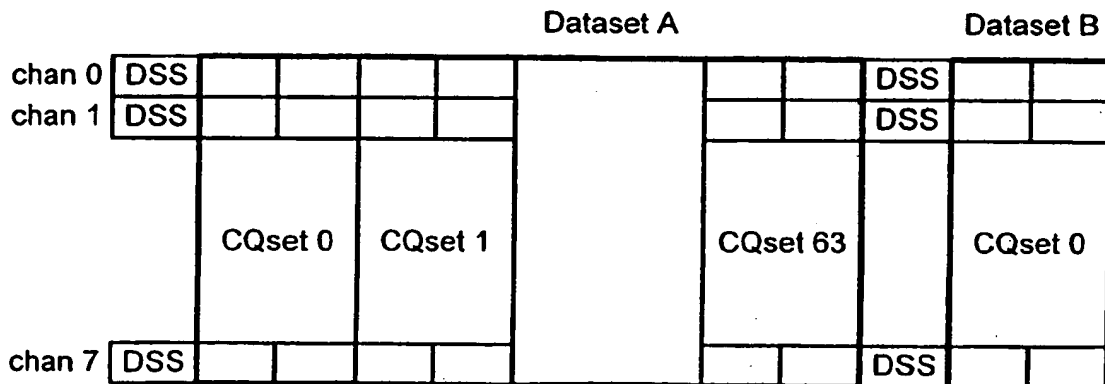 Dataset A Dataset B
chan 0 DSS DSS
chan 1 DSS DSS
CQset 0 CQset 1 CQset 63 CQset 0
chan 7 DSS DSS